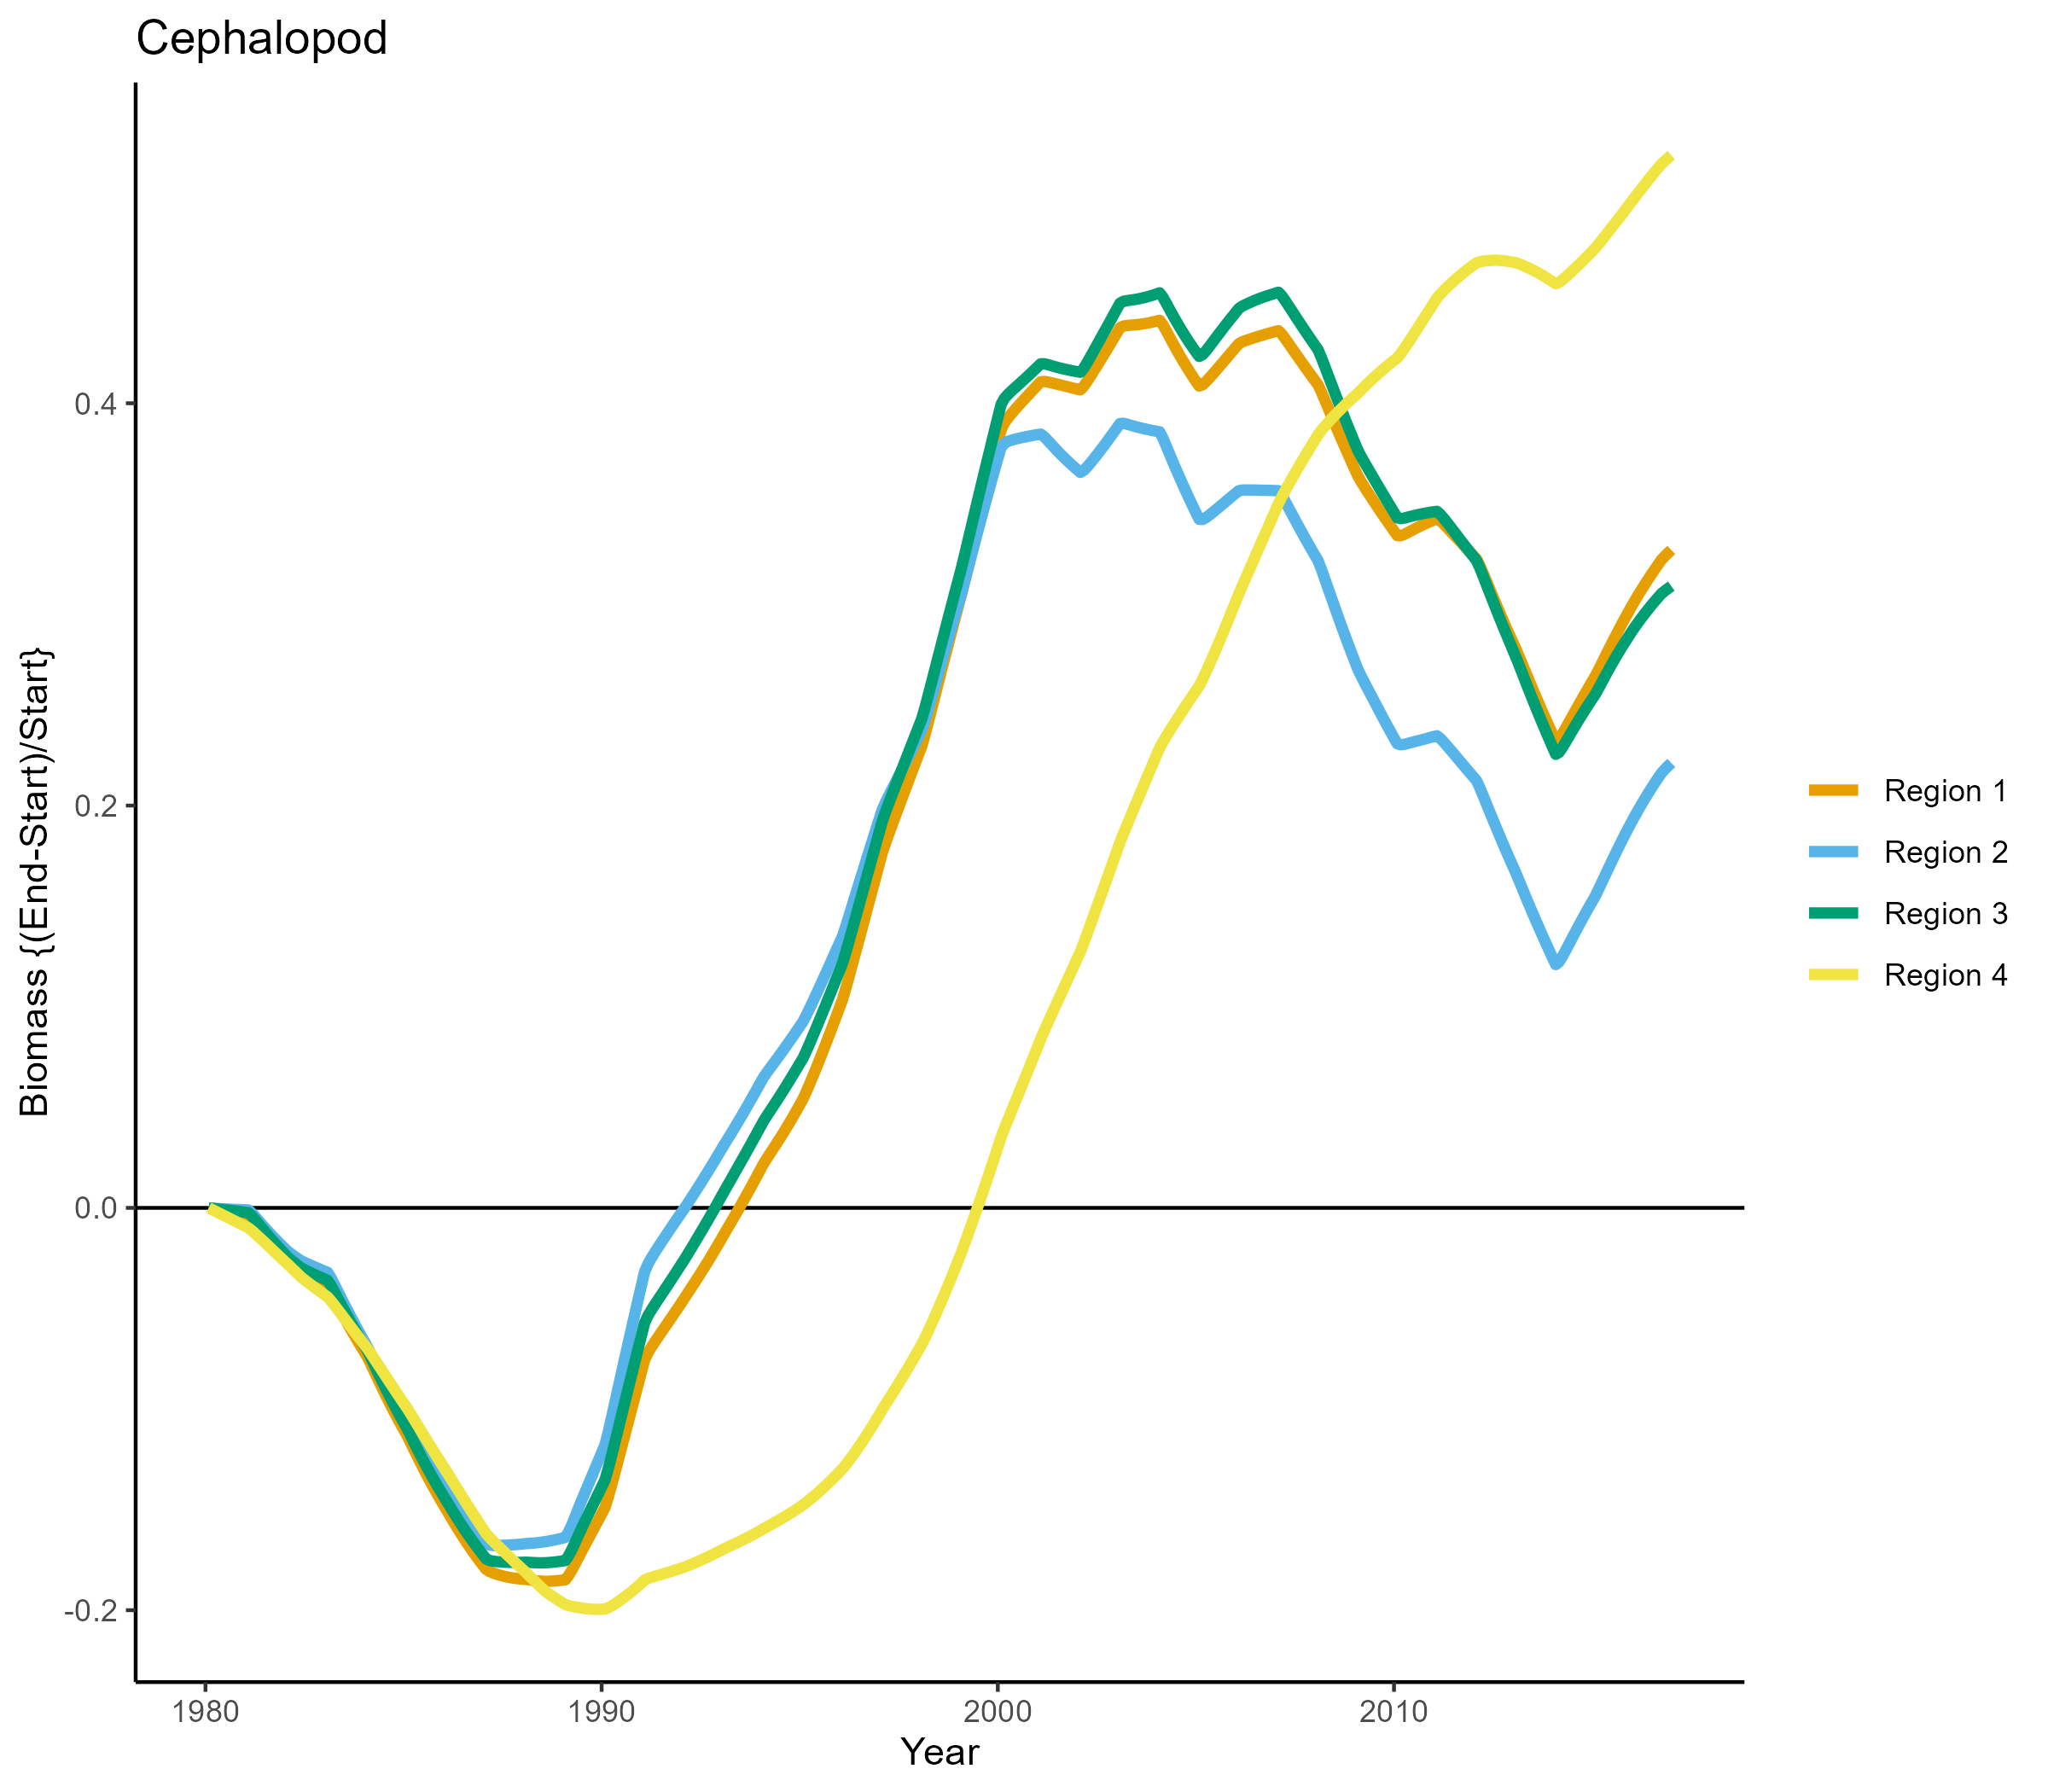 Cephalopod
Biomass {(End-Start)/Start}
0.4
0.2
0.0
-0.2
1980
1990
2000
2010
Year
Region 1
Region 2
Region 3
Region 4